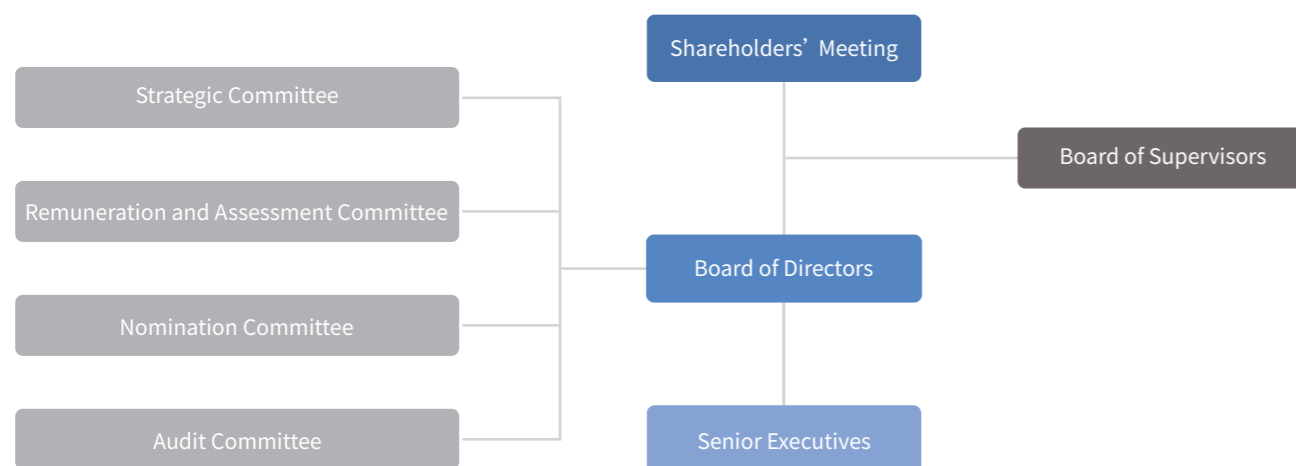 Shareholders’ Meeting
Strategic Committee
Board of Supervisors
Remuneration and Assessment Committee
Board of Directors
Nomination Committee
Audit Committee
Senior Executives